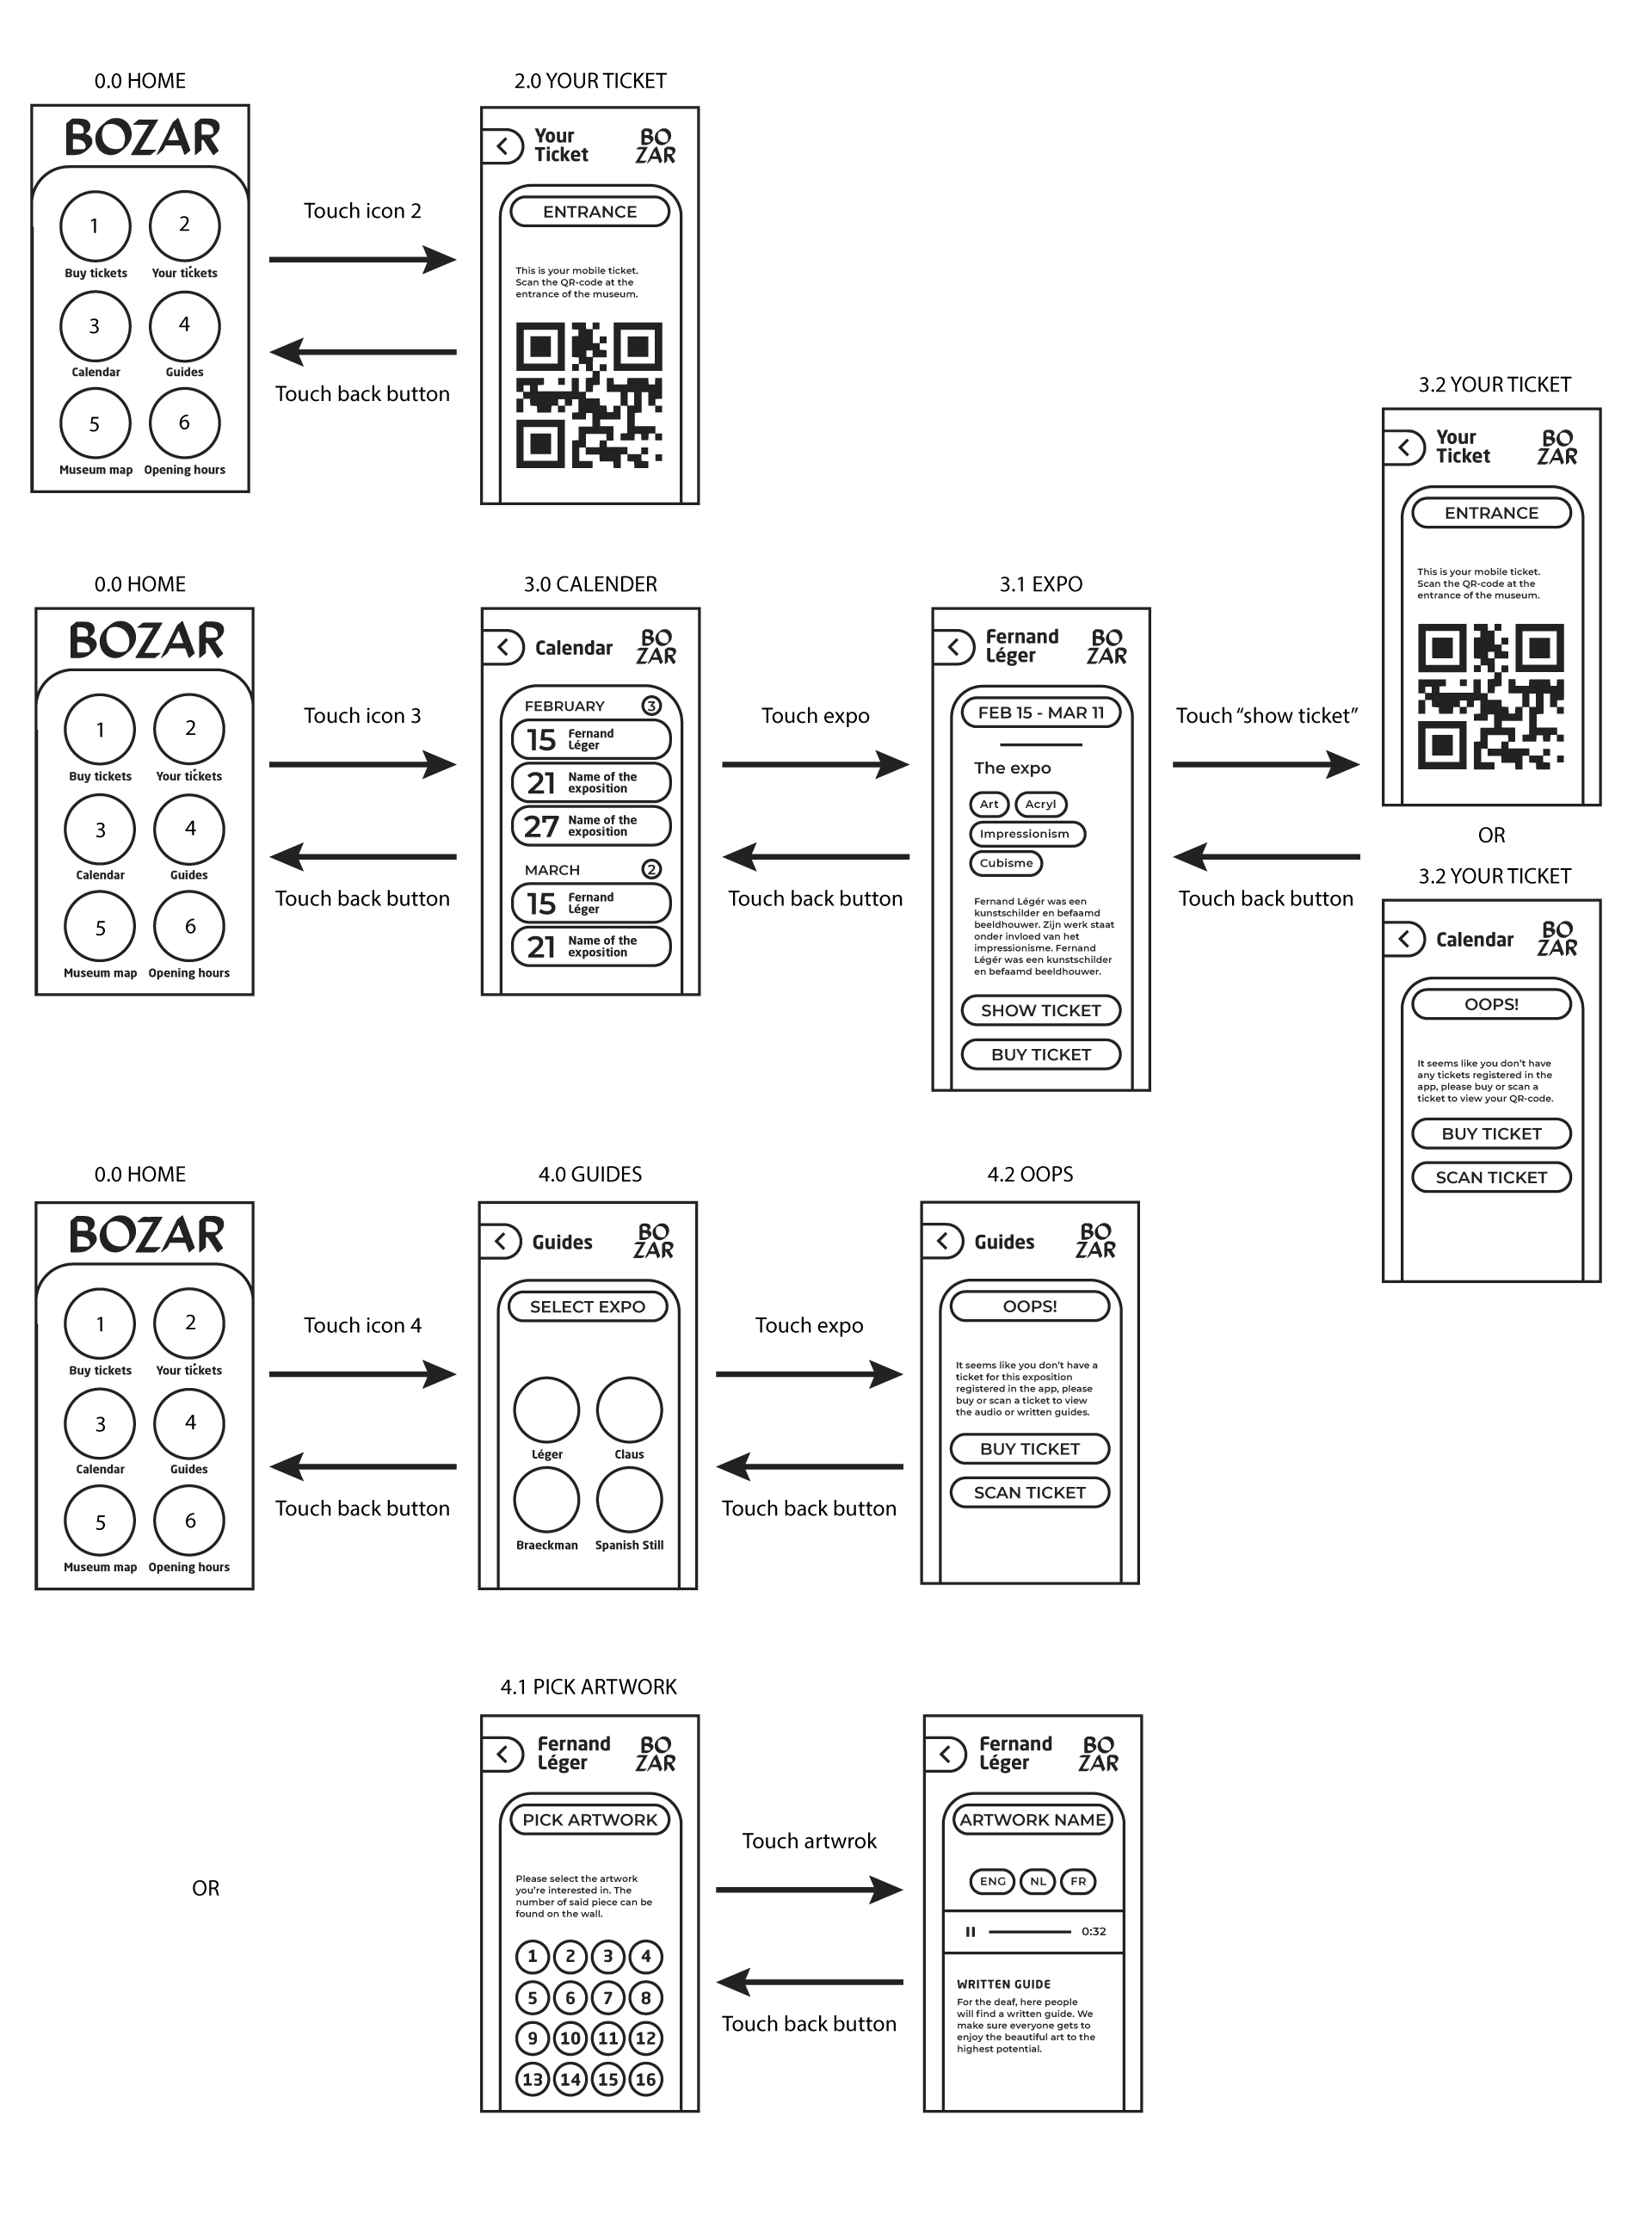 0.0 HOME
BOZAR
1
2
Buy tickets
Your tickets
3
4
Calendar
Guides
5
6
Museum map
Opening hours
Touch icon 2
Touch back button
2.0 YOUR TICKET
Your
Ticket
BO
ZAR
ENTRANCE
This is your mobile ticket.
Scan the QR-code at the
entrance of the museum.
0.0 HOME
BOZAR
1
2
Buy tickets
Your tickets
3
4
Calendar
Guides
5
6
Museum map
Opening hours
Touch icon 3
Touch back button
3.0 CALENDER
Calendar
BO
ZAR
FEBRUARY
3
15
Fernand
Léger
21
Name of the
exposition
27
Name of the
exposition
MARCH
2
15
Fernand
Léger
21
Name of the
exposition
Touch expo
Touch back button
3.1 EXPO
Fernand
Léger
BO
ZAR
FEB 15 - MAR 11
The expo
Art
Acryl
Impressionism
Cubisme
Fernand Légér was een
kunstschilder en befaamd
beeldhouwer. Zijn werk staat
onder invloed van het
impressionisme. Fernand
Légér was een kunstschilder
en befaamd beeldhouwer.
SHOW TICKET
BUY TICKET
Touch “show ticket”
Touch back button
3.2 YOUR TICKET
Your
Ticket
BO
ZAR
ENTRANCE
This is your mobile ticket.
Scan the QR-code at the
entrance of the museum.
OR
3.2 YOUR TICKET
Calendar
BO
ZAR
OOPS!
It seems like you don’t have
any tickets registered in the
app, please buy or scan a
ticket to view your QR-code.
BUY TICKET
SCAN TICKET
0.0 HOME
BOZAR
1
2
Buy tickets
Your tickets
3
4
Calendar
Guides
5
6
Museum map
Opening hours
Touch icon 4
Touch back button
4.0 GUIDES
Guides
BO
ZAR
SELECT EXPO
Léger
Claus
Braeckman
Spanish Still
Touch expo
Touch back button
4.2 OOPS
Guides
BO
ZAR
OOPS!
It seems like you don’t have a
ticket for this exposition
registered in the app, please
buy or scan a ticket to view
the audio or written guides.
BUY TICKET
SCAN TICKET
OR
4.1 PICK ARTWORK
Fernand
Léger
BO
ZAR
PICK ARTWORK
Please select the artwork
you’re interested in. The
number of said piece can be
found on the wall.
1 2 3 4
5 6 7 8
9 10 11 12
13 14 15 16
Touch artwrok
Touch back button
Fernand
Léger
BO
ZAR
ARTWORK NAME
ENG
NL
FR
0:32
WRITTEN GUIDE
For the deaf, here people
will find a written guide. We
make sure everyone gets to
enjoy the beautiful art to the
highest potential.